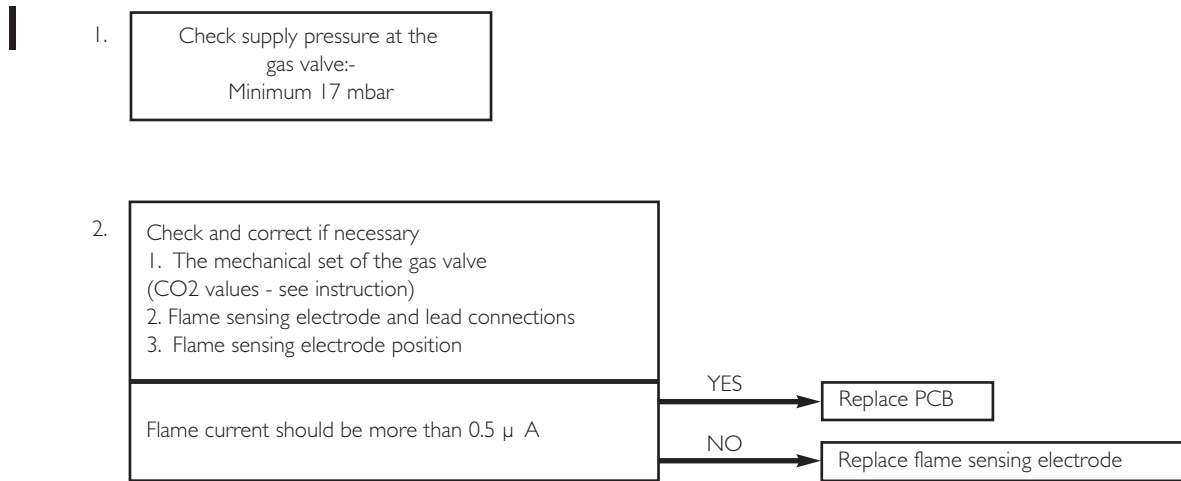 I
1.
Check supply pressure at the
gas valve:-
Minimum 17 mbar
2.
Check and correct if necessary
1. The mechanical set of the gas valve
(CO2 values - see instruction)
2. Flame sensing electrode and lead connections
3. Flame sensing electrode position
Flame current should be more than 0.5 µ A
YES
Replace PCB
NO
Replace flame sensing electrode